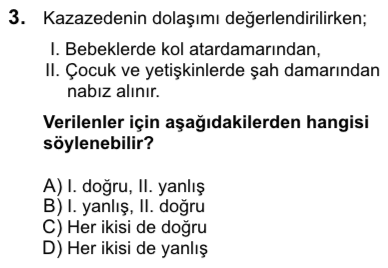 3. Kazazedenin dolaşımı değerlendirilirken;
I. Bebeklerde kol atardamarından,
II. Çocuk ve yetişkinlerde şah damarından
nabız alınır.
Verilenler için aşağıdakilerden hangisi
söylenebilir?
A) I. doğru, II. yanlış
B) I. yanlış, II. doğru
C) Her ikisi de doğru
D) Her ikisi de yanlış